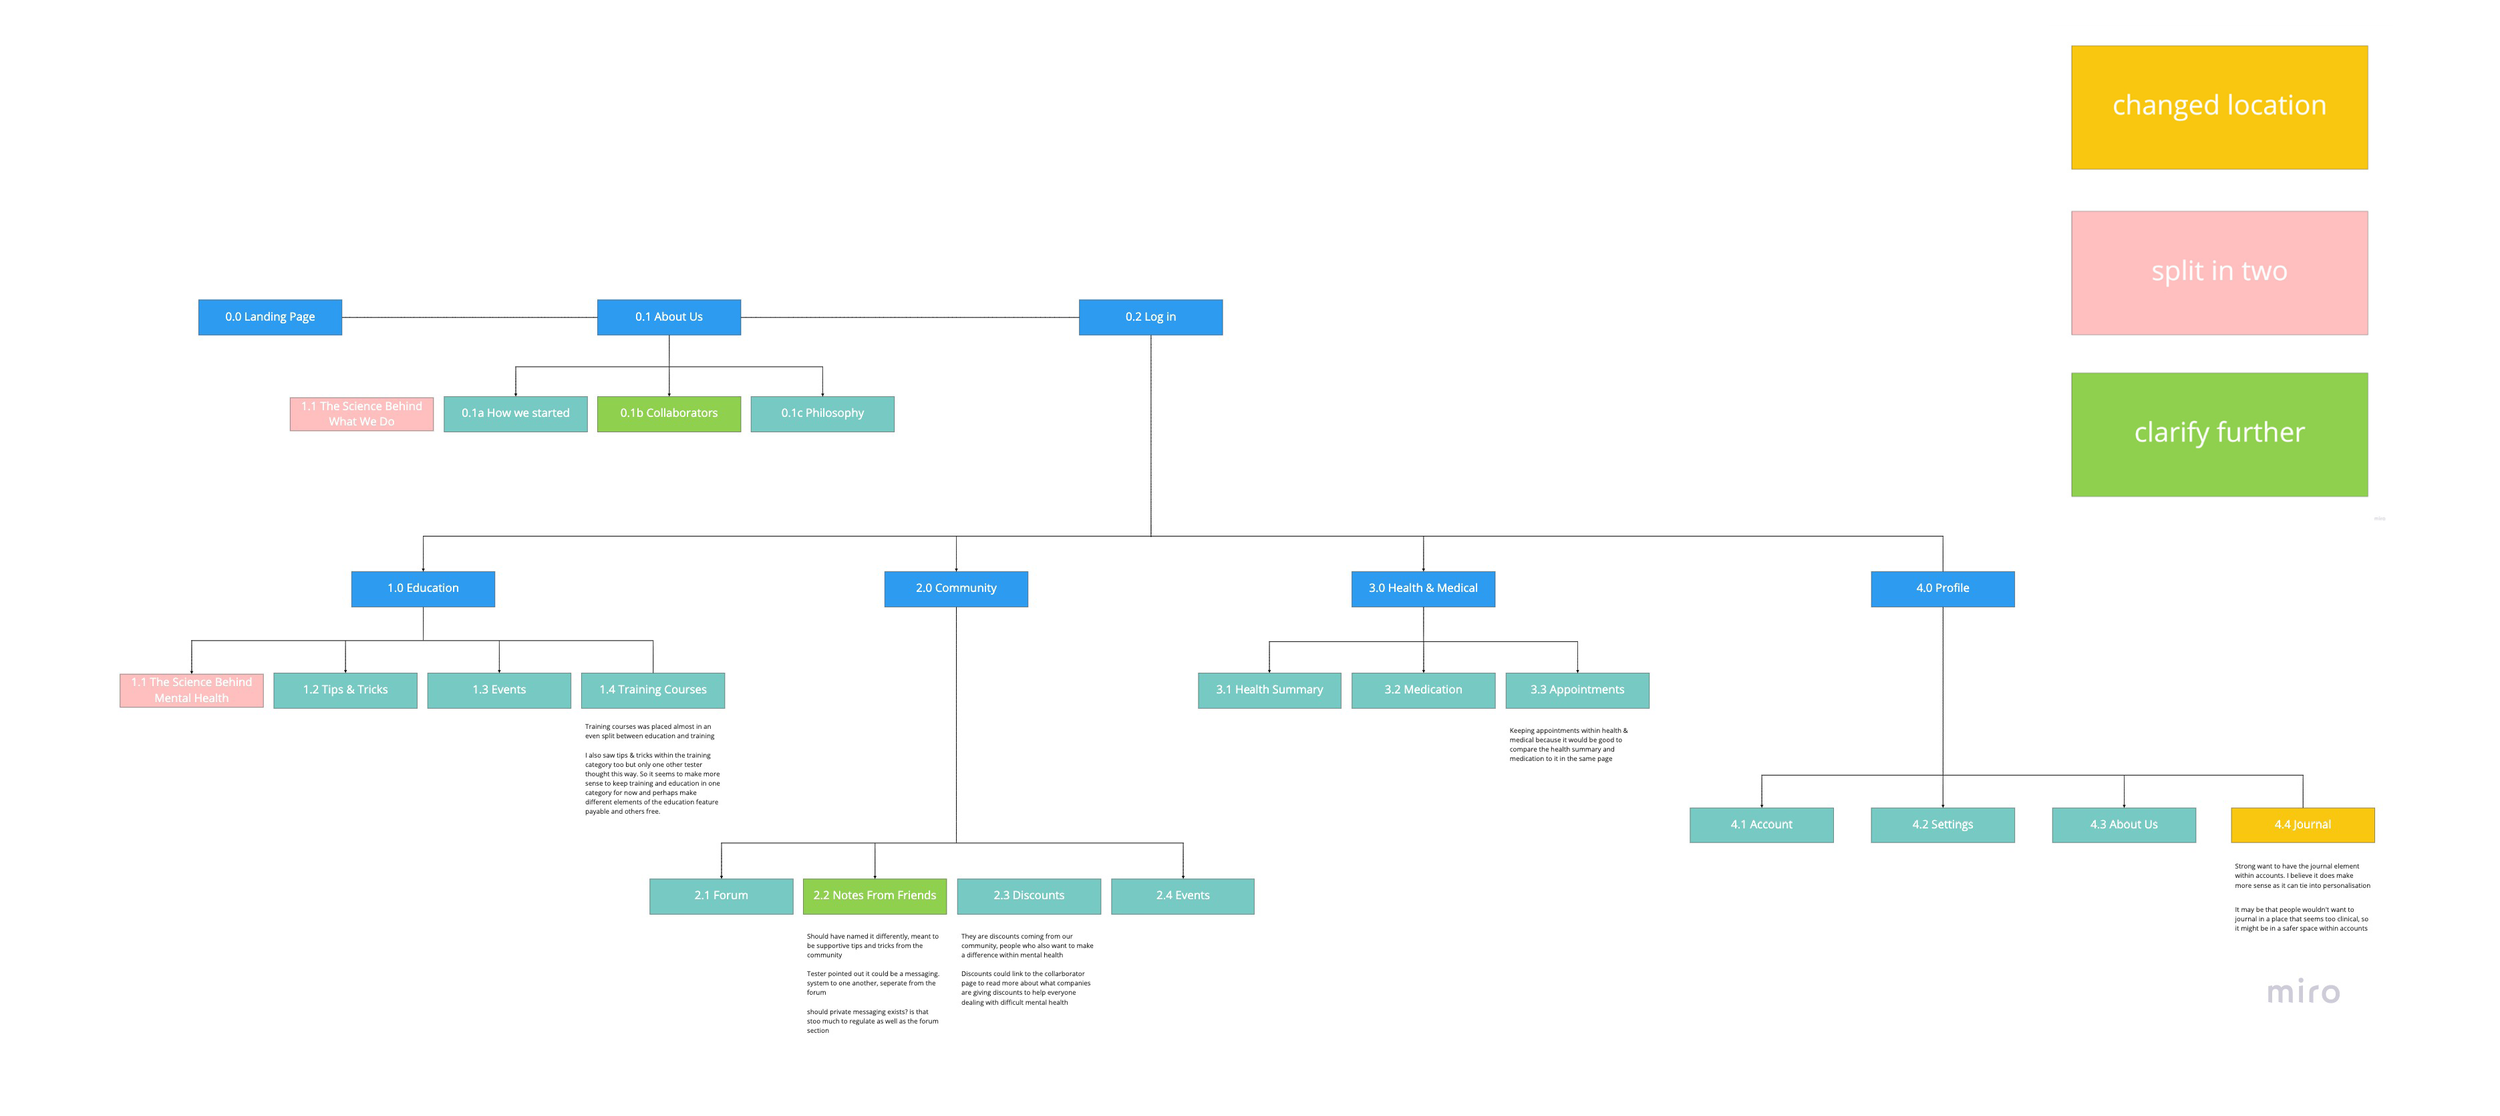 changed location
split in two
clarify further
0.0 Landing Page
0.1 About Us
0.2 Log in
1.1 The Science Behind
What We Do
0.1a How we started
0.1b Collaborators
0.1c Philosophy
1.0 Education
2.0 Community
3.0 Health & Medical
4.0 Profile
1.1 The Science Behind
Mental Health
1.2 Tips & Tricks
1.3 Events
1.4 Training Courses
3.1 Health Summary
3.2 Medication
3.3 Appointments
Training courses was placed almost in an
even split between education and training
I also saw tips & tricks within the training
category too but only one other tester
thought this way. So it seems to make more
sense to keep training and education in one
category for now and perhaps make
different elements of the education feature
payable and others free.
Keeping appointments within health &
medical because it would be good to
compare the health summary and
medication to it in the same page
4.1 Account
4.2 Settings
4.3 About Us
4.4 Journal
Strong want to have the journal element
within accounts. I believe it does make
more sense as it can tie into personalisation
It may be that people wouldn't want to
journal in a place that seems too clinical, so
it might be in a safer space within accounts
2.1 Forum
2.2 Notes From Friends
2.3 Discounts
2.4 Events
Should have named it differently, meant to
be supportive tips and tricks from the
community
Tester pointed out it could be a messaging.
system to one another, seperate from the
forum
should private messaging exists? is that
stoo much to regulate as well as the forum
section
They are discounts coming from our
community, people who also want to make
a difference within mental health
Discounts could link to the collarborator
page to read more about what companies
are giving discounts to help everyone
dealing with difficult mental health
miro